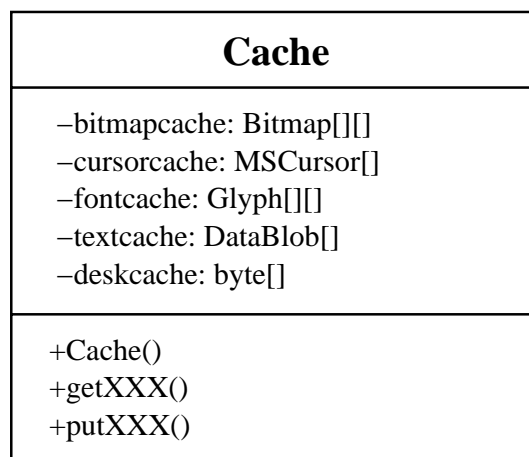 Cache
−bitmapcache: Bitmap[][]
−cursorcache: MSCursor[]
−fontcache: Glyph[][]
−textcache: DataBlob[]
−deskcache: byte[]
+Cache()
+getXXX()
+putXXX()